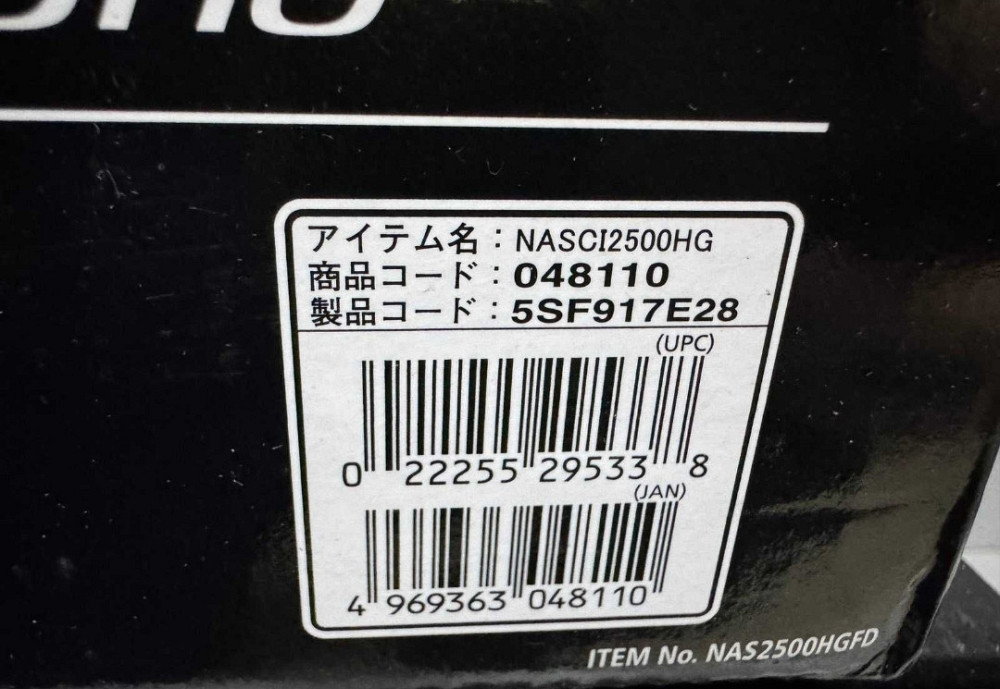 アイテム名：NASCI2500HG
商品コード：048110
製品コード：5SF917E28
(UPC)
0 22255 29533 8
(JAN)
4 969363 048110
ITEM No. NAS2500HGFD